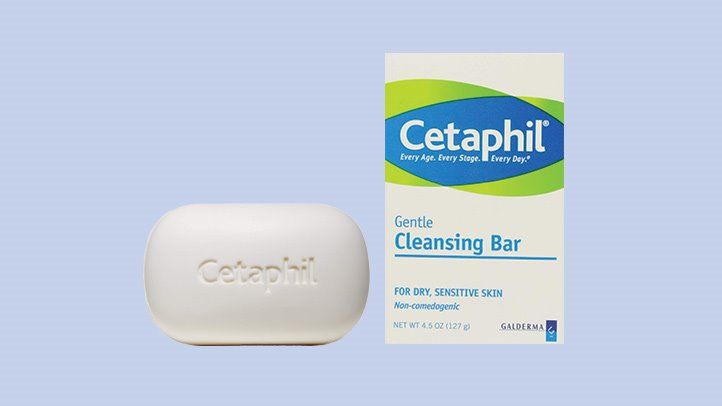 Cetaphil
Cetaphil®
Every Age. Every Stage. Every Day.®
Gentle
Cleansing Bar
FOR DRY, SENSITIVE SKIN
Non-comedogenic
NET WT 4.5 OZ (127 g)
GALDERMA